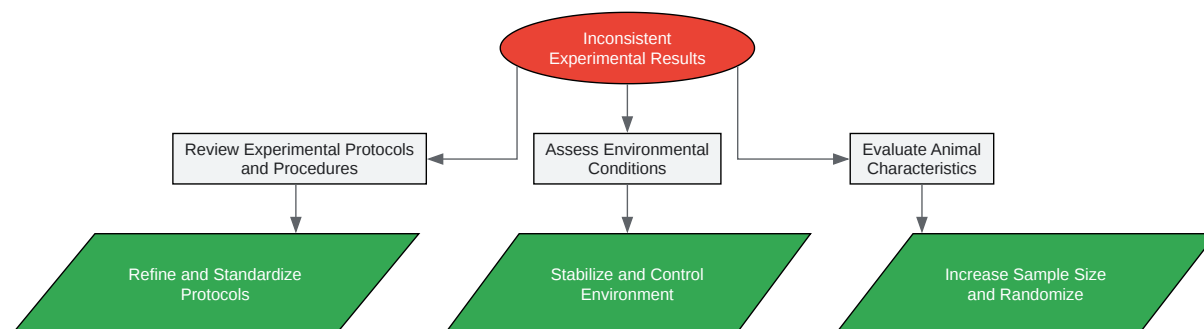 Inconsistent
Experimental Results
Review Experimental Protocols
and Procedures
Assess Environmental
Conditions
Evaluate Animal
Characteristics
Refine and Standardize
Protocols
Stabilize and Control
Environment
Increase Sample Size
and Randomize